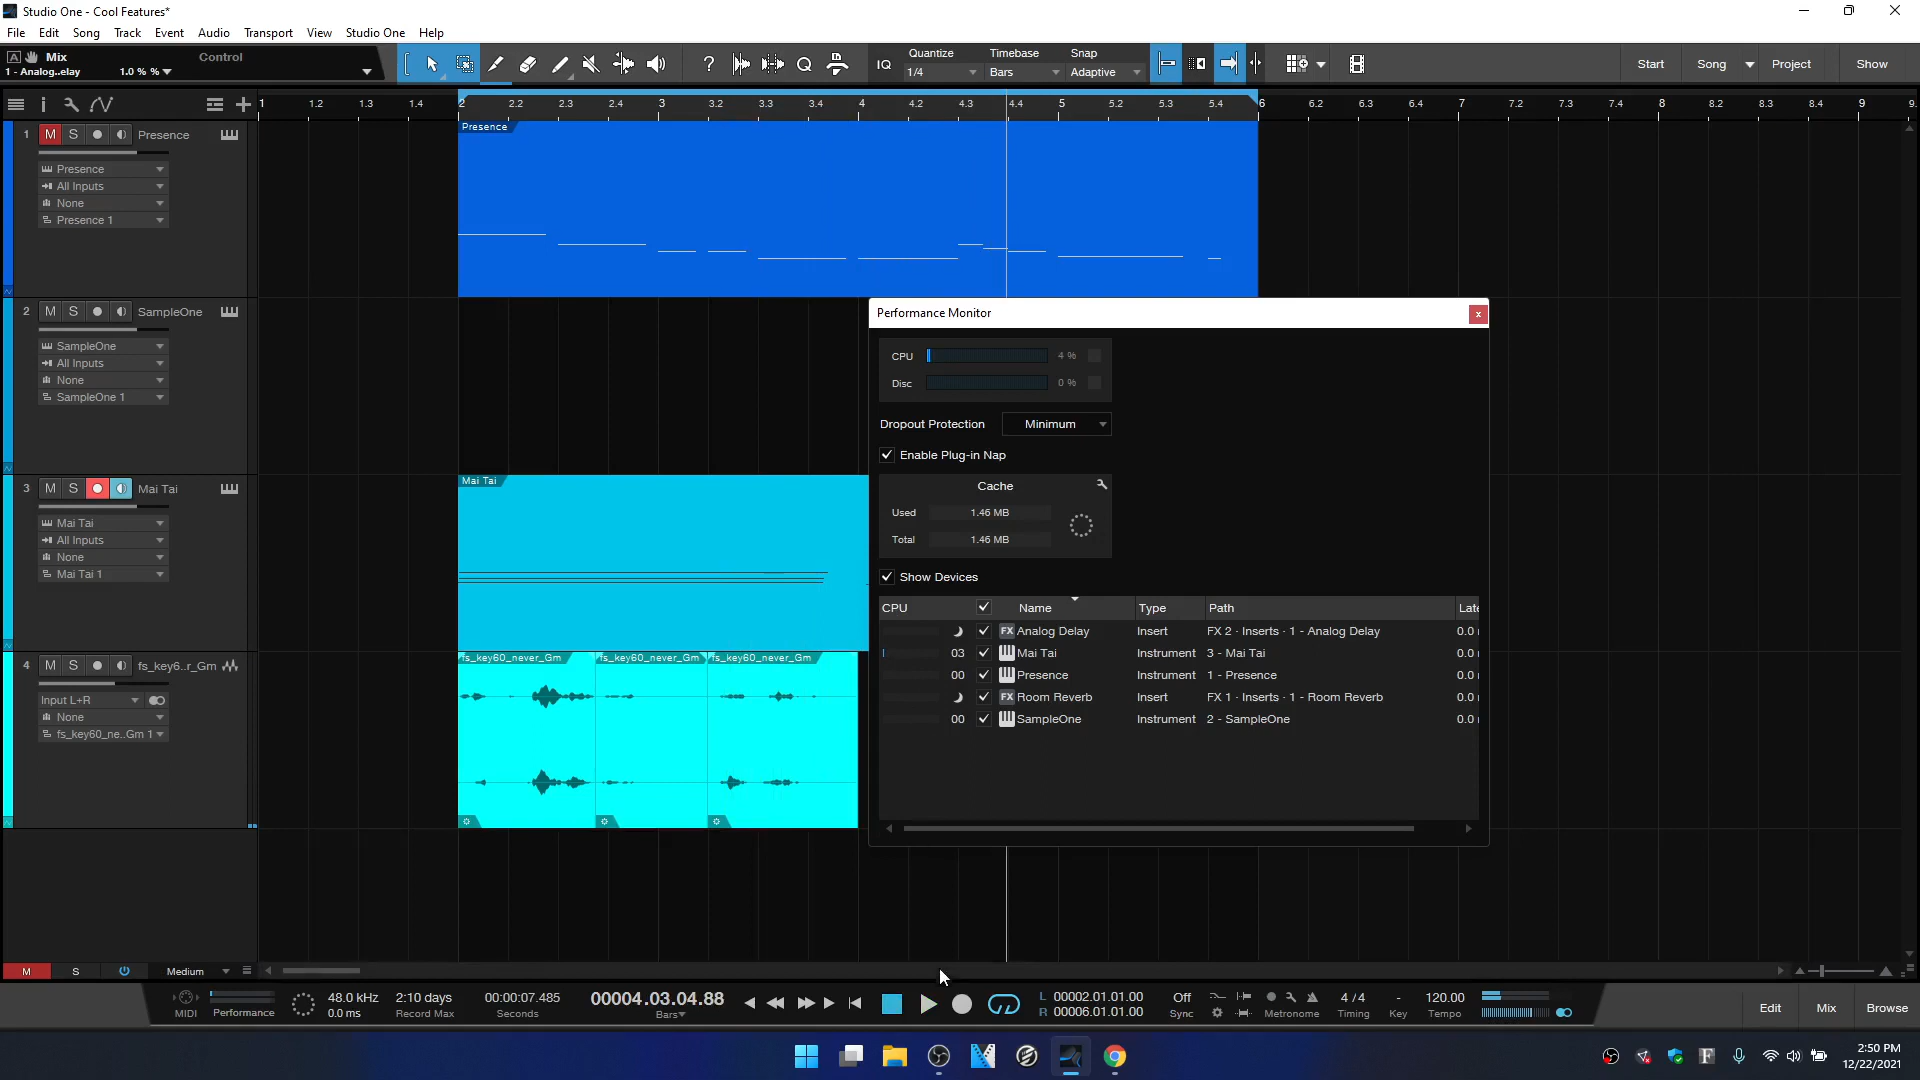 Studio One - Cool Features*
File Edit Song Track Event Audio Transport View Studio One Help
A Mix Control
1 - Analog..elay 1.0 % %
IQ
Quantize Timebase Snap
1/4 Bars Adaptive
Start Song Project Show
1 1.2 1.3 1.4 2 2.2 2.3 2.4 3 3.2 3.3 3.4 4 4.2 4.3 4.4 5 5.2 5.3 5.4 6 6.2 6.3 6.4 7 7.2 7.3 7.4 8 8.2 8.3 8.4 9 9.
1 M S Presence
Presence
All Inputs
None
Presence 1
Presence
2 M S SampleOne
SampleOne
All Inputs
None
SampleOne 1
3 M S Mai Tai
Mai Tai
All Inputs
None
Mai Tai 1
Mai Tai
4 M S fs_key6..r_Gm
Input L+R
None
fs_key60_ne..Gm 1
fs_key60_never_Gm fs_key60_never_Gm fs_key60_never_Gm
Performance Monitor
x
CPU 4 %
Disc 0 %
Dropout Protection Minimum
Enable Plug-in Nap
Cache
Used 1.46 MB
Total 1.46 MB
Show Devices
CPU Name Type Path Late
FX Analog Delay Insert FX 2 · Inserts · 1 - Analog Delay 0.0
03 Mai Tai Instrument 3 - Mai Tai 0.0
00 Presence Instrument 1 - Presence 0.0
FX Room Reverb Insert FX 1 · Inserts · 1 - Room Reverb 0.0
00 SampleOne Instrument 2 - SampleOne 0.0
M S Medium
MIDI Performance
48.0 kHz
0.0 ms
2:10 days
Record Max
00:00:07.485
Seconds
00004.03.04.88
Bars
L 00002.01.01.00
R 00006.01.01.00
Off
Sync
Metronome
4 / 4
Timing
-
Key
120.00
Tempo
Edit Mix Browse
2:50 PM
12/22/2021